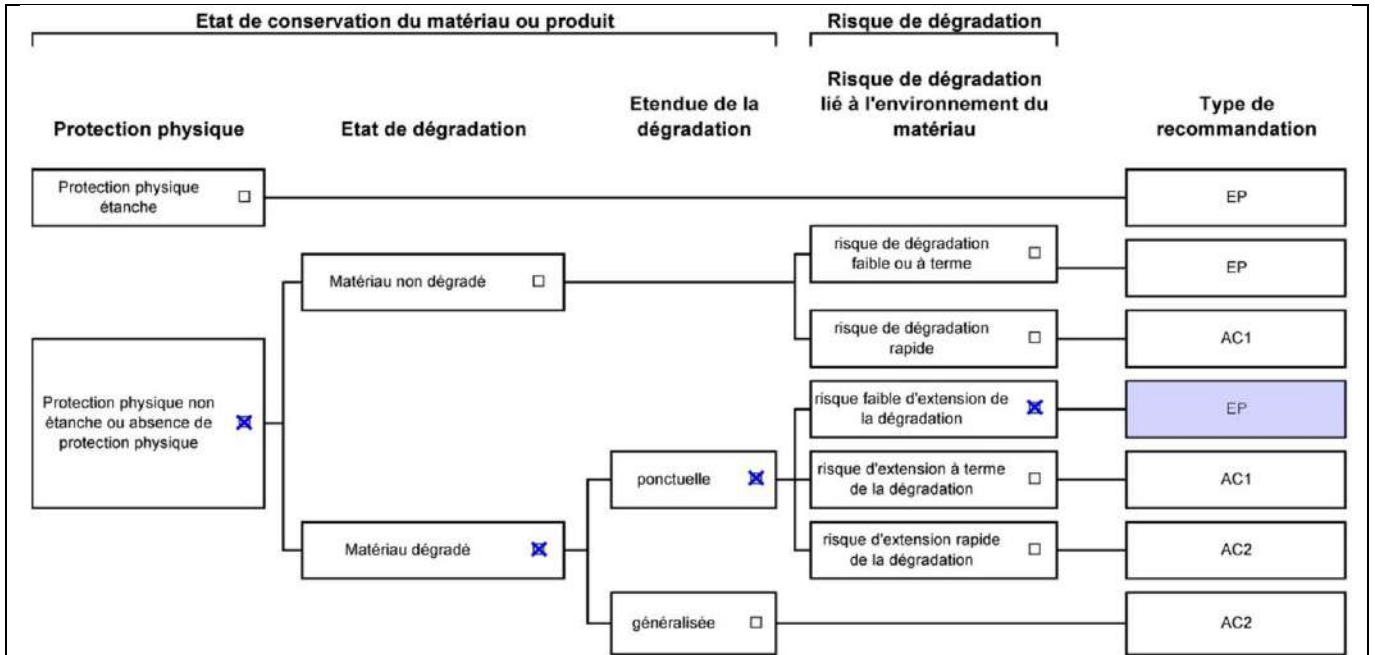 Etat de conservation du matériau ou produit
Risque de dégradation
Protection physique
Etat de dégradation
Etendue de la
dégradation
Risque de dégradation
lié à l'environnement du
matériau
Type de
recommandation
Protection physique
étanche
EP
risque de dégradation
faible ou à terme
EP
Matériau non dégradé
risque de dégradation
rapide
AC1
Protection physique non
étanche ou absence de
protection physique
risque faible d'extension de
la dégradation
EP
ponctuelle
risque d'extension à terme
de la dégradation
AC1
Matériau dégradé
risque d'extension rapide
de la dégradation
AC2
généralisée
AC2